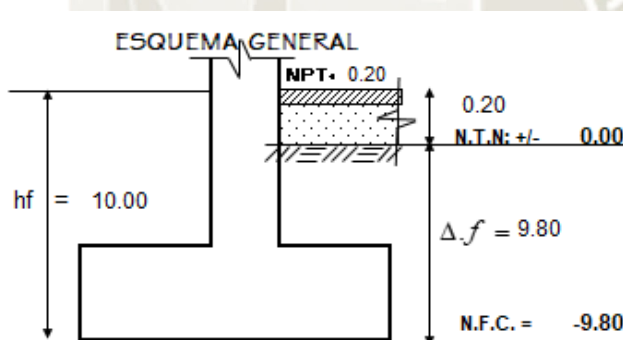 ESQUEMA GENERAL
NPT+ 0.20
0.20
N.T.N: +/- 0.00
hf = 10.00
Δ.f = 9.80
N.F.C. = -9.80